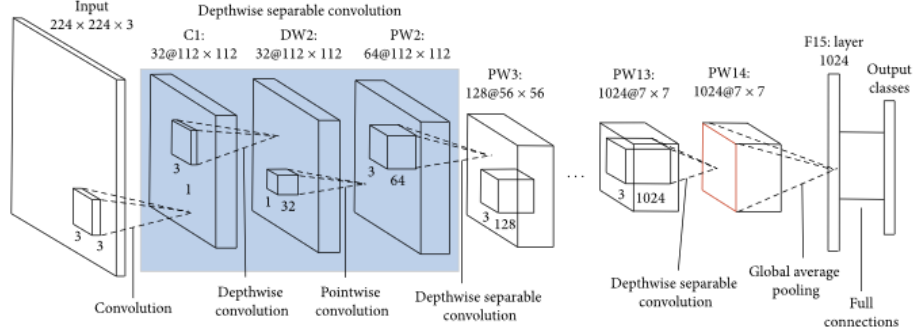 Input
224 × 224 × 3
Depthwise separable convolution
C1:
32@112 × 112
DW2:
32@112 × 112
PW2:
64@112 × 112
PW3:
128@56 × 56
PW13:
1024@7 × 7
PW14:
1024@7 × 7
F15: layer
1024
Output
classes
3
3
3
1
1
32
3
64
3
128
...
3
1024
Convolution
Depthwise
convolution
Pointwise
convolution
Depthwise separable
convolution
Depthwise separable
convolution
Global average
pooling
Full
connections